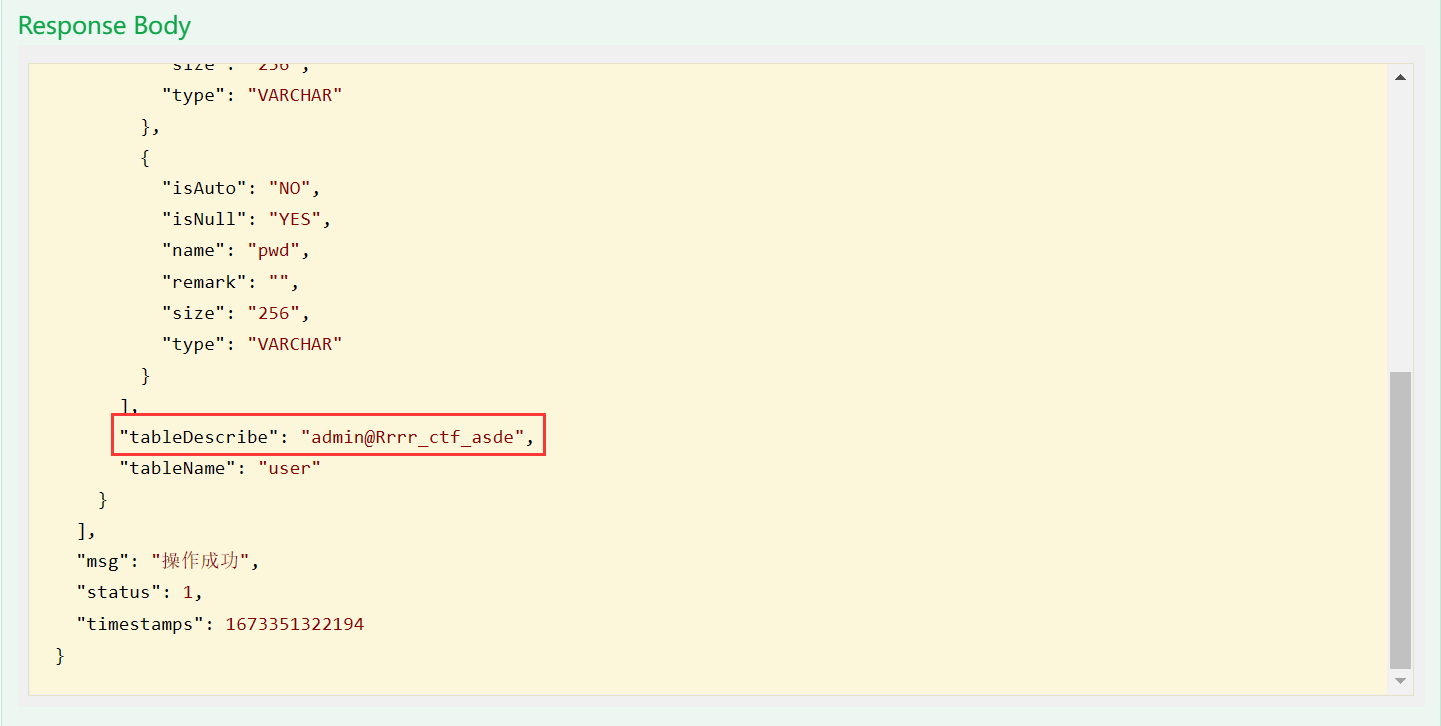 Response Body
"size": "256",
"type": "VARCHAR"
},
{
"isAuto": "NO",
"isNull": "YES",
"name": "pwd",
"remark": "",
"size": "256",
"type": "VARCHAR"
}
],
"tableDescribe": "admin@Rrrr_ctf_asde",
"tableName": "user"
}
],
"msg": "操作成功",
"status": 1,
"timestamps": 1673351322194
}